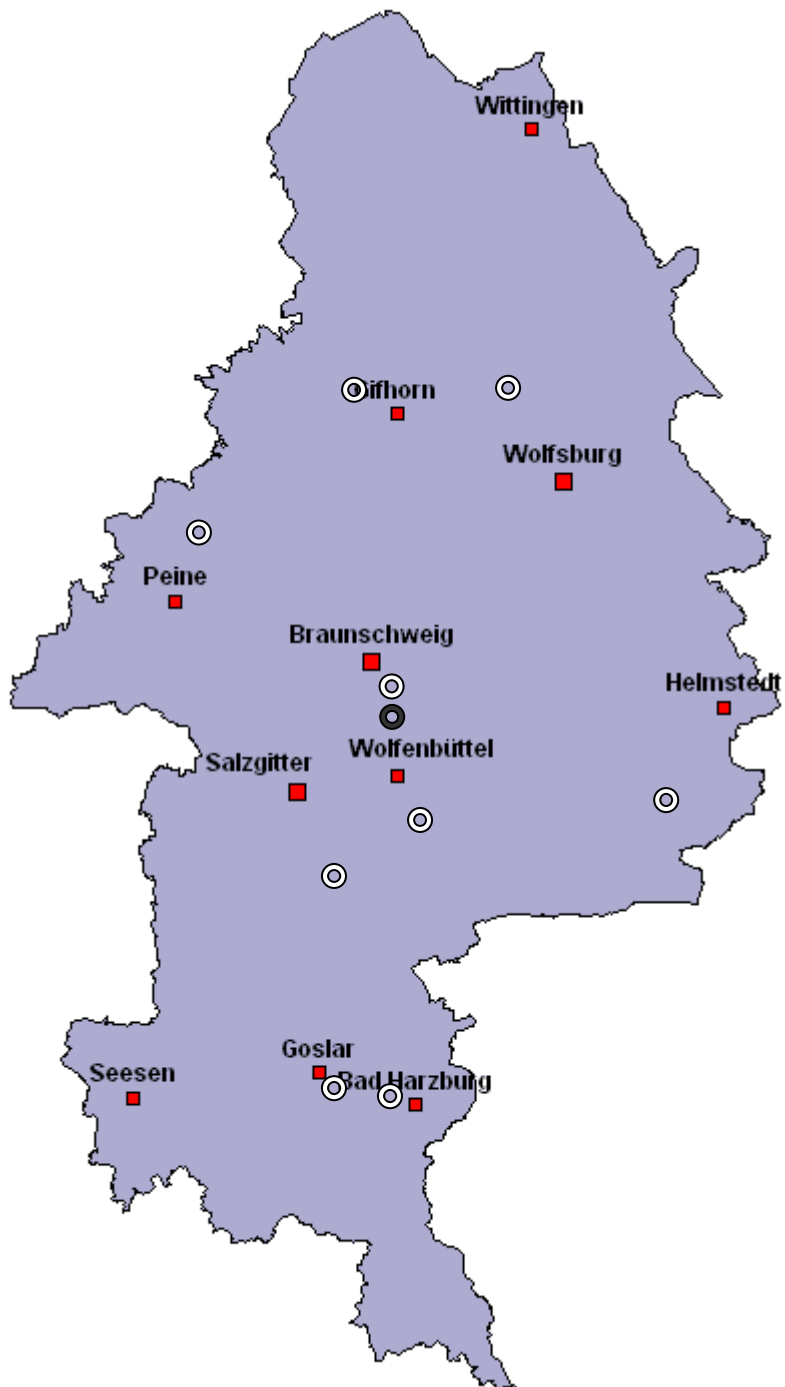 Wittingen
Gifhorn
Wolfsburg
Peine
Braunschweig
Helmstedt
Wolfenbüttel
Salzgitter
Goslar
Seesen
Bad Harzburg